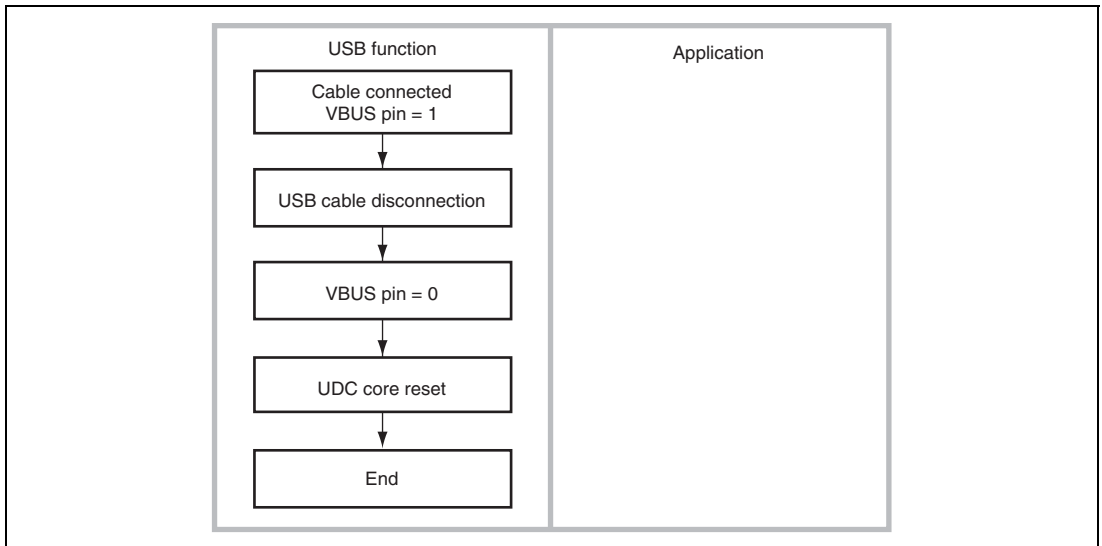 USB function
Application
Cable connected
VBUS pin = 1
USB cable disconnection
VBUS pin = 0
UDC core reset
End